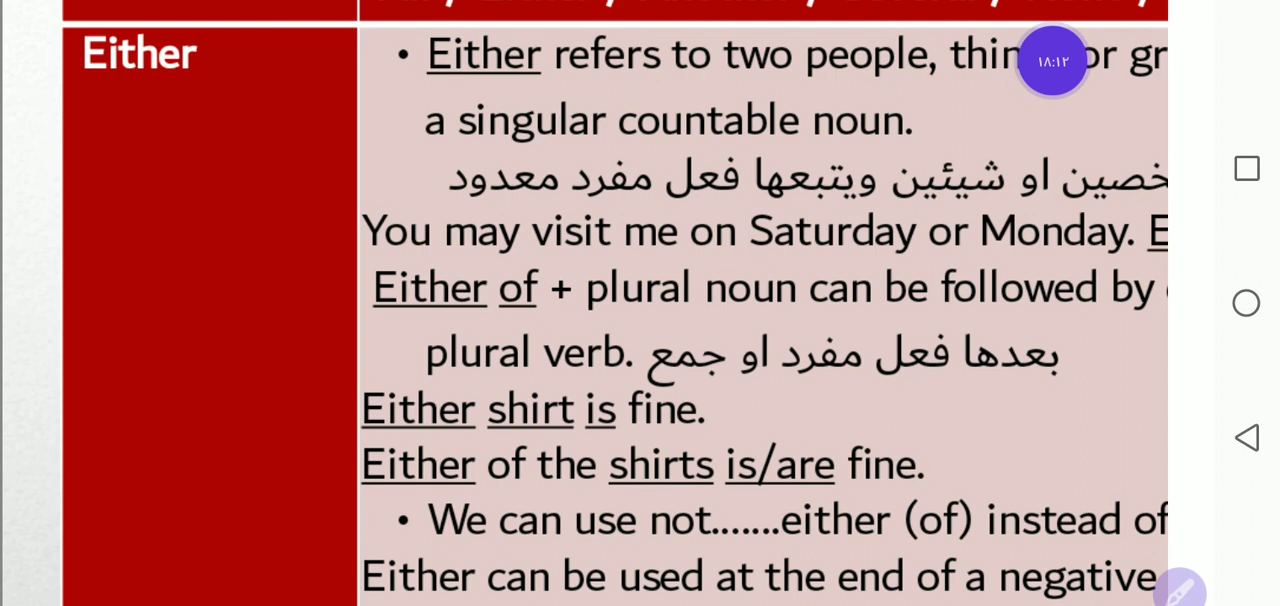 Either
• Either refers to two people, or
a singular countable noun.
او شيئين ويتبعها فعل مفرد معدود
You may visit me on Saturday or Monday.
Either of + plural noun can be followed by
plural verb. بعدها فعل مفرد او جمع
Either shirt is fine.
Either of the shirts is/are fine.
• We can use not.......either (of) instead of
Either can be used at the end of a negative
١٨:١٢